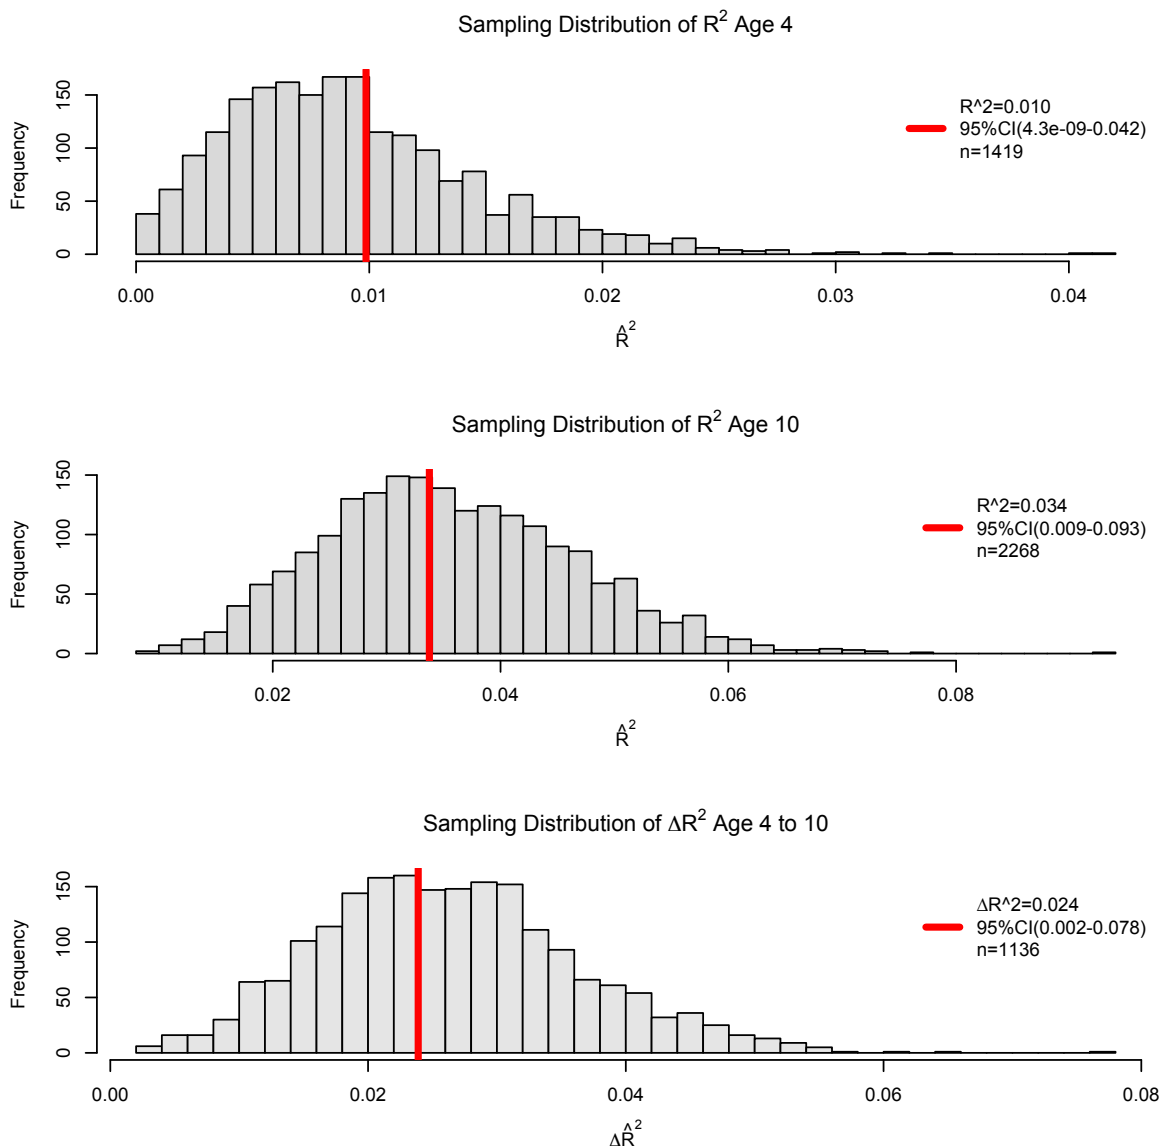 Sampling Distribution of R² Age 4
Frequency
0 50 100 150
R^2=0.010
95%CI(4.3e-09-0.042)
n=1419
0.00 0.01 0.02 0.03 0.04
R̂²
Sampling Distribution of R² Age 10
Frequency
0 50 100 150
R^2=0.034
95%CI(0.009-0.093)
n=2268
0.02 0.04 0.06 0.08
R̂²
Sampling Distribution of ΔR² Age 4 to 10
Frequency
0 50 100 150
ΔR^2=0.024
95%CI(0.002-0.078)
n=1136
0.00 0.02 0.04 0.06 0.08
ΔR̂²